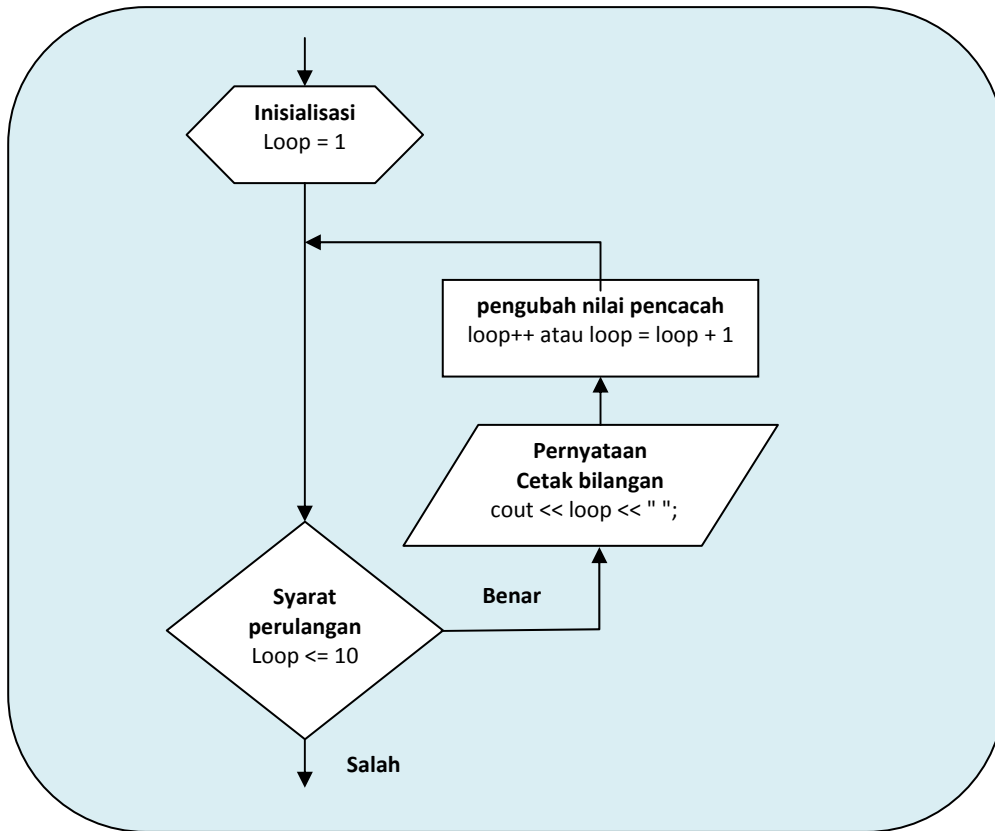 Inisialisasi
Loop = 1
pengubah nilai pencacah
loop++ atau loop = loop + 1
Pernyataan
Cetak bilangan
cout << loop << " ";
Benar
Syarat
perulangan
Loop <= 10
Salah